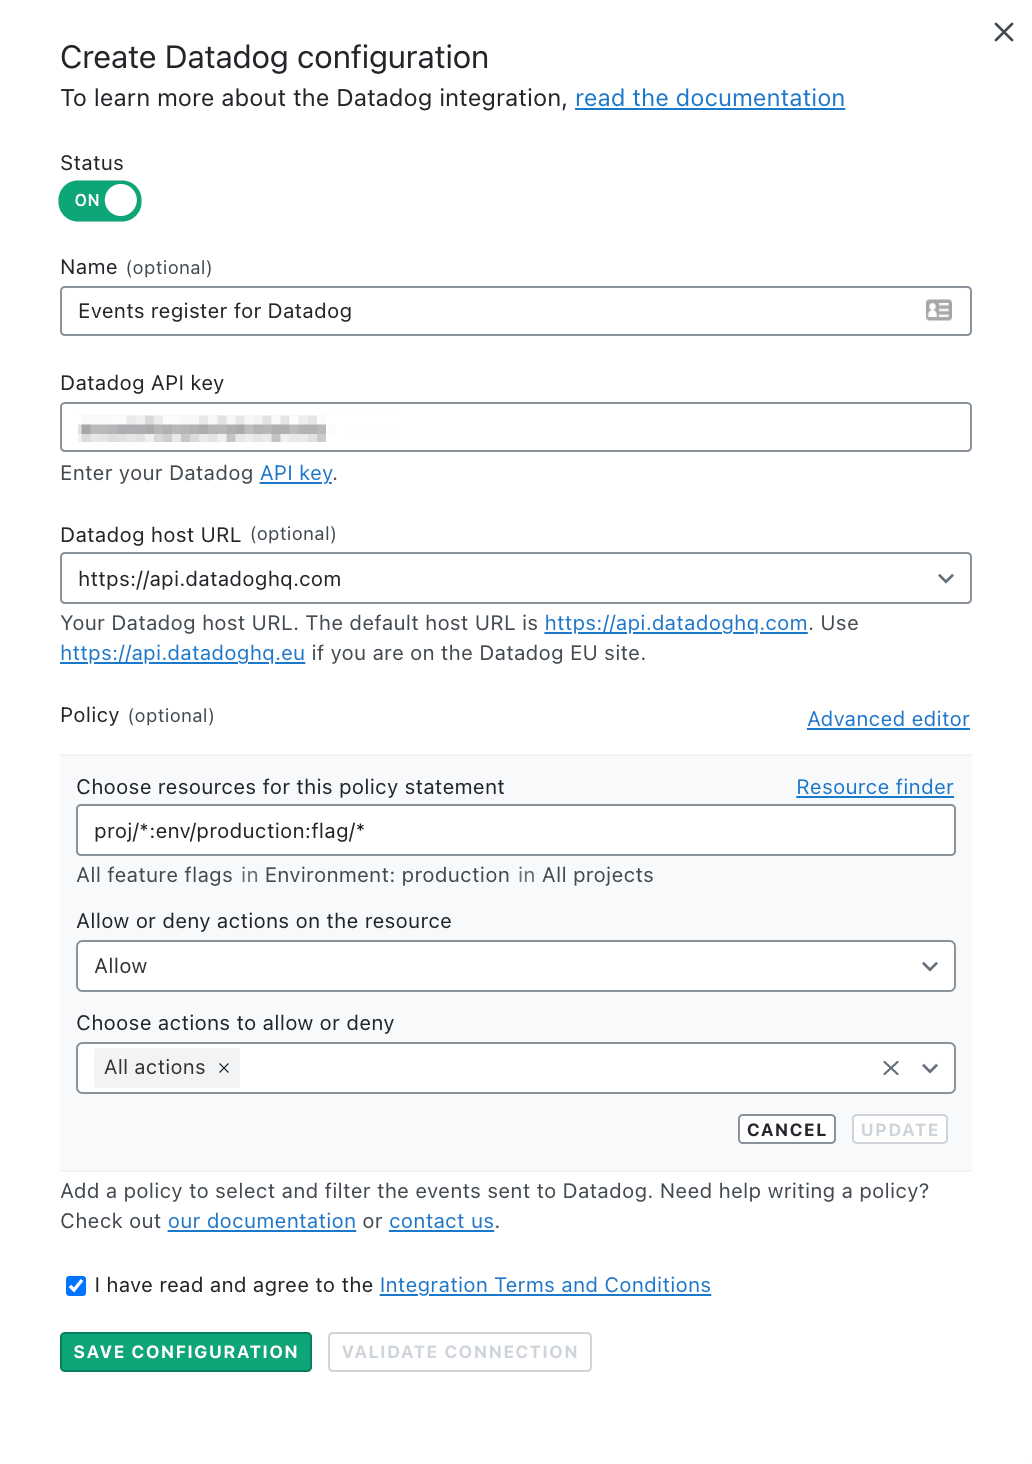 Create Datadog configuration
To learn more about the Datadog integration, read the documentation
Status
ON
Name (optional)
Events register for Datadog
Datadog API key
Enter your Datadog API key.
Datadog host URL (optional)
https://api.datadoghq.com
Your Datadog host URL. The default host URL is https://api.datadoghq.com. Use
https://api.datadoghq.eu if you are on the Datadog EU site.
Policy (optional)
Advanced editor
Choose resources for this policy statement
Resource finder
proj/*:env/production:flag/*
All feature flags in Environment: production in All projects
Allow or deny actions on the resource
Allow
Choose actions to allow or deny
All actions ×
CANCEL
UPDATE
Add a policy to select and filter the events sent to Datadog. Need help writing a policy?
Check out our documentation or contact us.
I have read and agree to the Integration Terms and Conditions
SAVE CONFIGURATION
VALIDATE CONNECTION